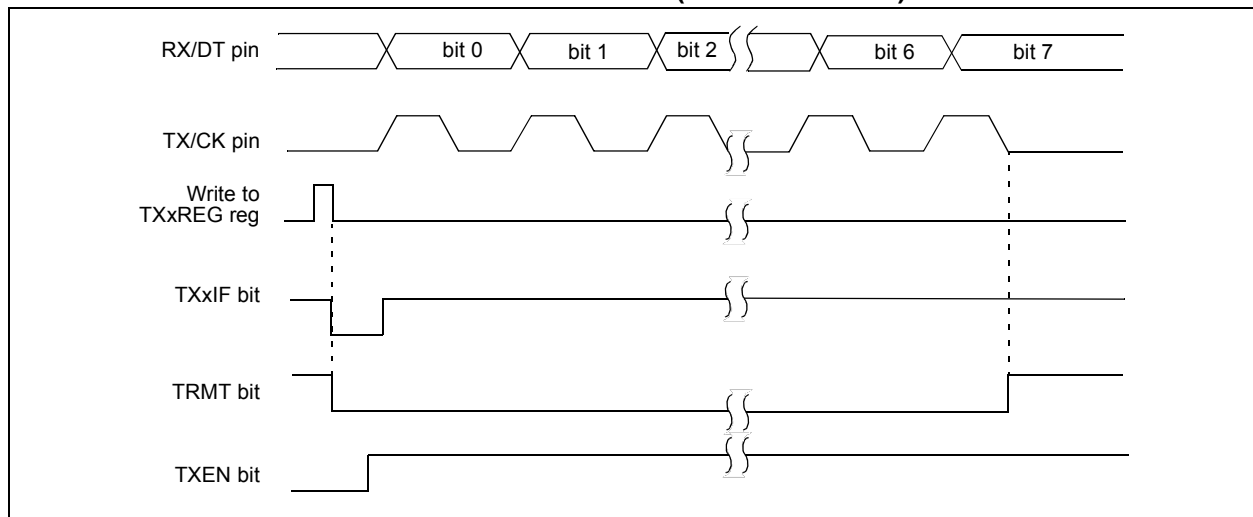 RX/DT pin
bit 0
bit 1
bit 2
bit 6
bit 7
TX/CK pin
Write to
TXxREG reg
TXxIF bit
TRMT bit
TXEN bit